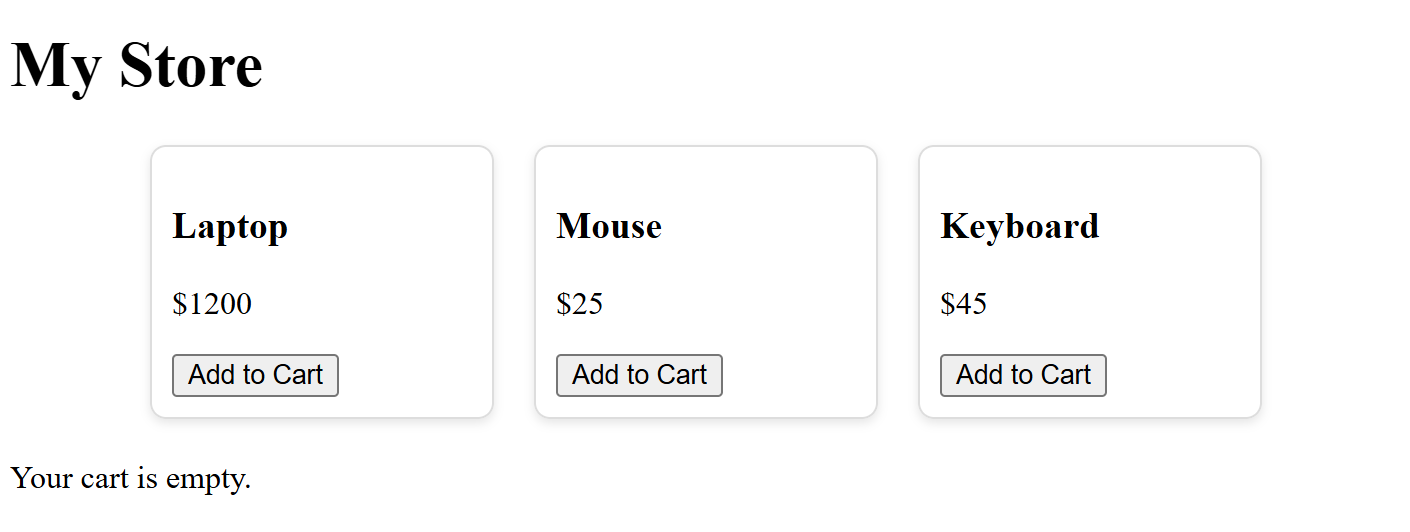 My Store
Laptop
Mouse
Keyboard
$1200
$25
$45
Add to Cart
Add to Cart
Add to Cart
Your cart is empty.